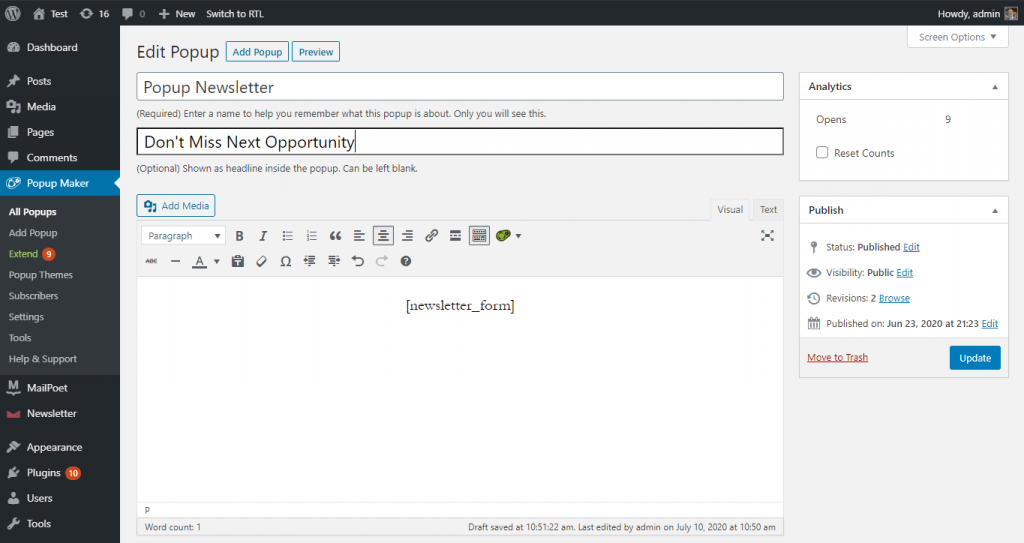 Test 16 0 New Switch to RTL Howdy, admin
Screen Options
Dashboard
Posts
Media
Pages
Comments
Popup Maker
All Popups
Add Popup
Extend 9
Popup Themes
Subscribers
Settings
Tools
Help & Support
MailPoet
Newsletter
Appearance
Plugins 10
Users
Tools
Edit Popup Add Popup Preview
Popup Newsletter
(Required) Enter a name to help you remember what this popup is about. Only you will see this.
Don't Miss Next Opportunity
(Optional) Shown as headline inside the popup. Can be left blank.
Add Media
Visual Text
Paragraph B I
ABC A
[newsletter_form]
P
Word count: 1 Draft saved at 10:51:22 am. Last edited by admin on July 10, 2020 at 10:50 am
Analytics
Opens 9
Reset Counts
Publish
Status: Published Edit
Visibility: Public Edit
Revisions: 2 Browse
Published on: Jun 23, 2020 at 21:23 Edit
Move to Trash Update